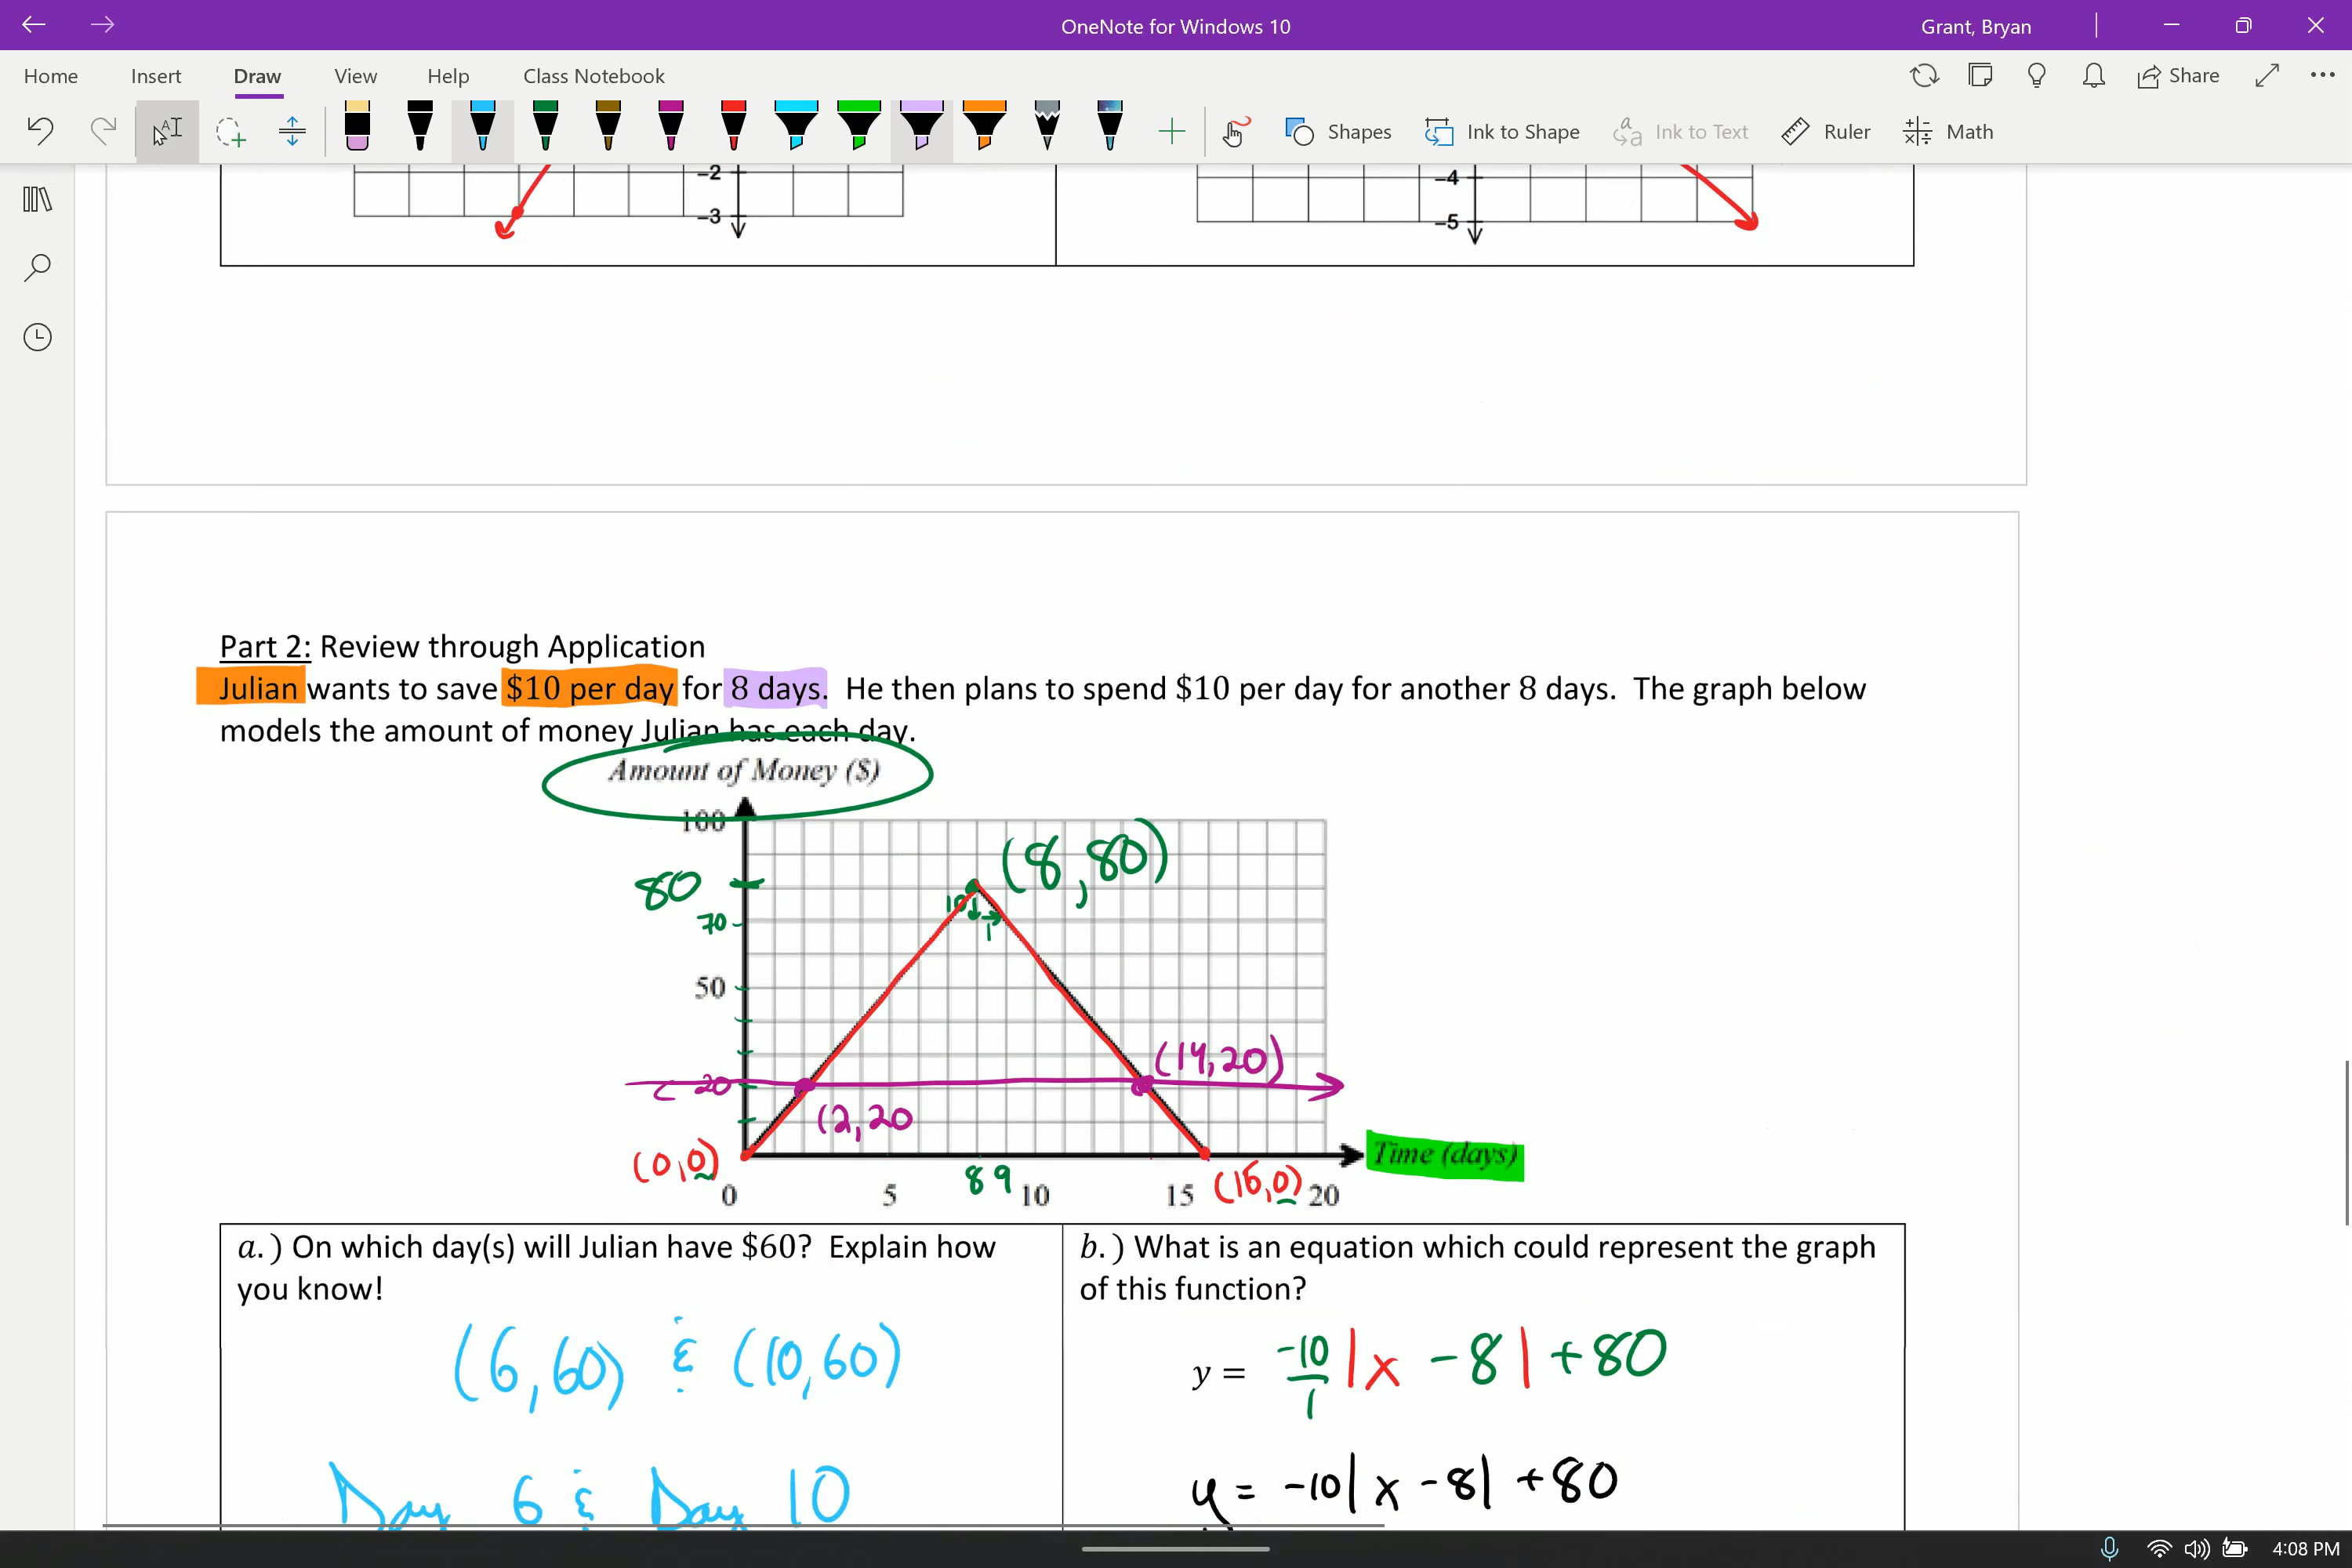 OneNote for Windows 10
Grant, Bryan
Home Insert Draw View Help Class Notebook
Share
Shapes Ink to Shape Ink to Text Ruler Math
-2
-3
-4
-5
Part 2: Review through Application
Julian wants to save $10 per day for 8 days. He then plans to spend $10 per day for another 8 days. The graph below
models the amount of money Julian has each day.
Amount of Money ($)
100
(8,80)
80
10
70
1
50
(14,20)
20
(2,20
(0,0)
Time (days)
8 9
(16,0)
0 5 10 15 20
a.) On which day(s) will Julian have $60? Explain how
you know!
(6,60) & (10,60)
Day 6 & Day 10
b.) What is an equation which could represent the graph
of this function?
y = -10/1 |x -8| +80
y = -10|x -8| +80
4:08 PM